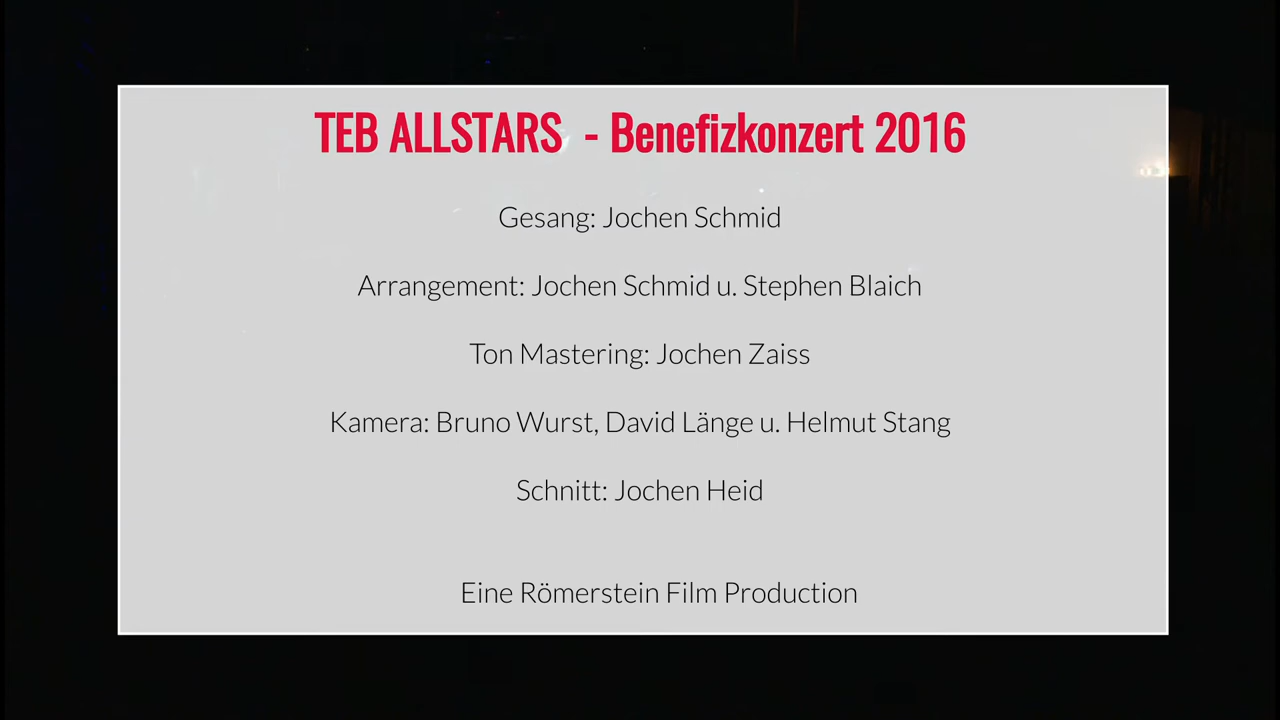 TEB ALLSTARS - Benefizkonzert 2016
Gesang: Jochen Schmid
Arrangement: Jochen Schmid u. Stephen Blaich
Ton Mastering: Jochen Zaiss
Kamera: Bruno Wurst, David Länge u. Helmut Stang
Schnitt: Jochen Heid
Eine Römerstein Film Production